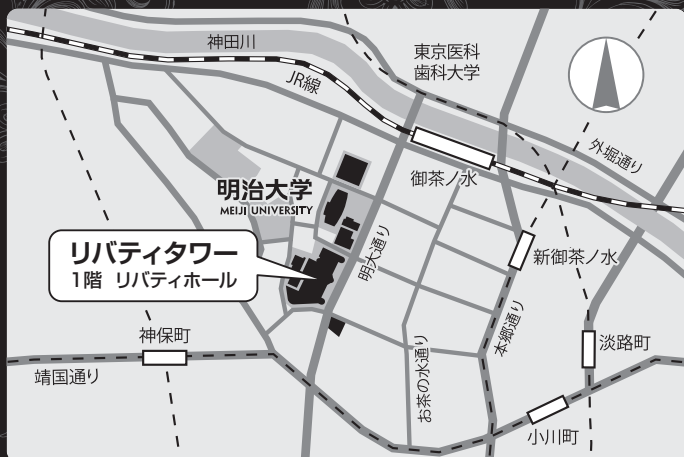 神田川
東京医科
歯科大学
JR線
外堀通り
御茶ノ水
明治大学
MEIJI UNIVERSITY
リバティタワー
1階 リバティホール
明大通り
新御茶ノ水
神保町
本郷通り
お茶の水通り
淡路町
靖国通り
小川町